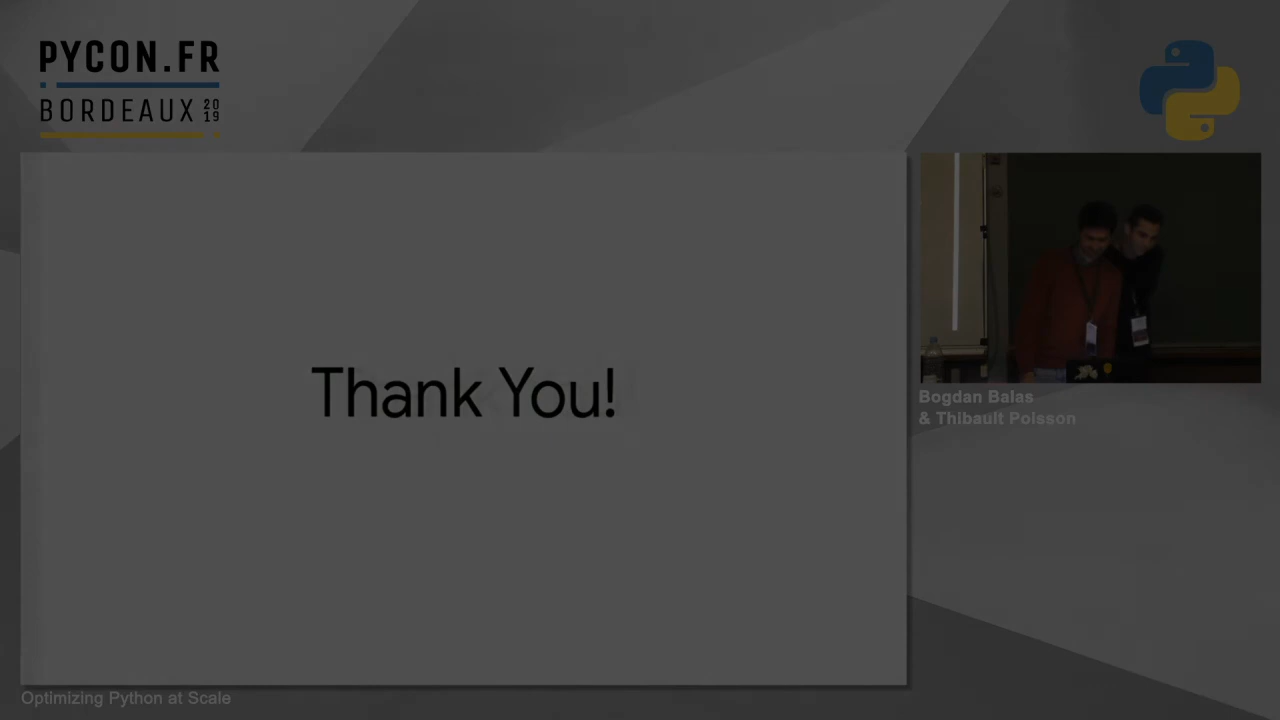 PYCON.FR
BORDEAUX 20 19
Thank You!
Bogdan Balas
& Thibault Poisson
Optimizing Python at Scale